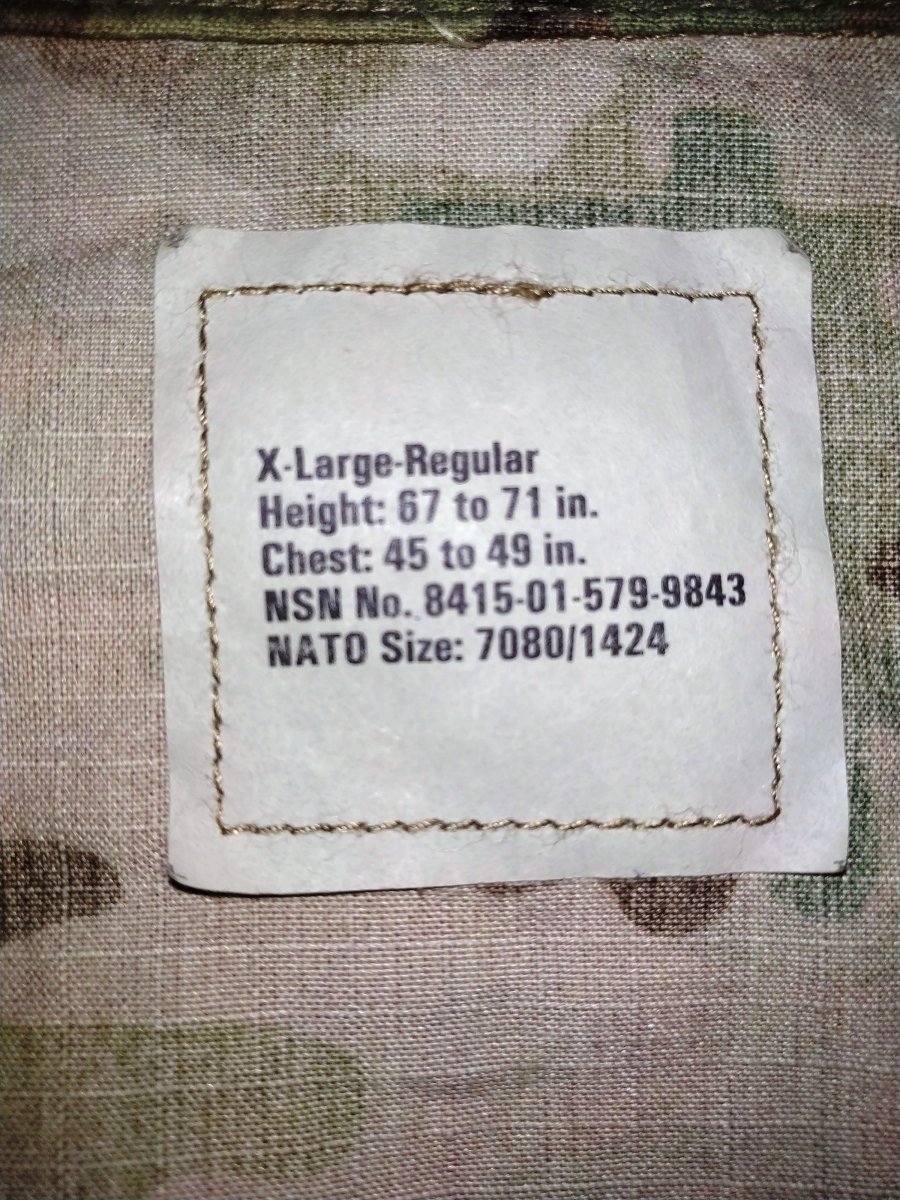 X-Large-Regular
Height: 67 to 71 in.
Chest: 45 to 49 in.
NSN No. 8415-01-579-9843
NATO Size: 7080/1424